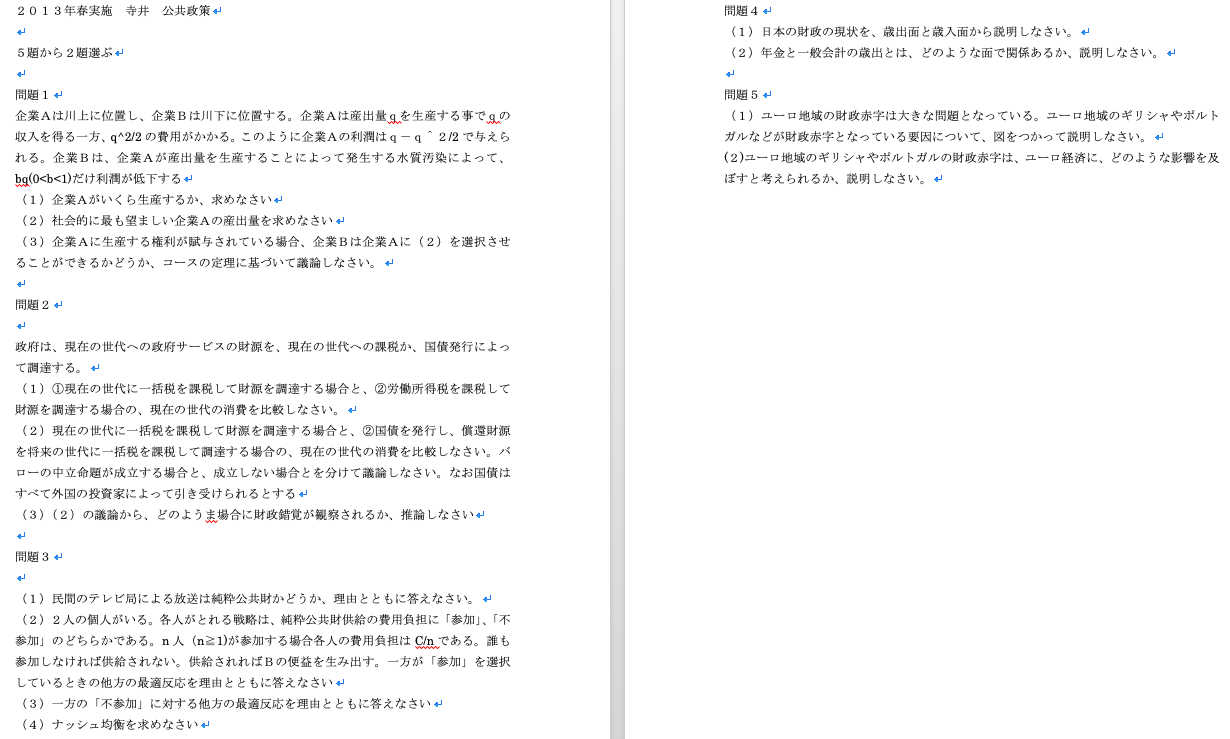 ２０１３年春実施　寺井　公共政策
５題から２題選ぶ
問題１
企業Ａは川上に位置し、企業Ｂは川下に位置する。企業Ａは産出量ｑを生産する事でｑの
収入を得る一方、q^2/2 の費用がかかる。このように企業Ａの利潤はｑ－ｑ＾２/2 で与えら
れる。企業Ｂは、企業Ａが産出量を生産することによって発生する水質汚染によって、
bq(0<b<1)だけ利潤が低下する
（１）企業Ａがいくら生産するか、求めなさい
（２）社会的に最も望ましい企業Ａの産出量を求めなさい
（３）企業Ａに生産する権利が賦与されている場合、企業Ｂは企業Ａに（２）を選択させ
ることができるかどうか、コースの定理に基づいて議論しなさい。
問題２
政府は、現在の世代への政府サービスの財源を、現在の世代への課税か、国債発行によっ
て調達する。
（１）①現在の世代に一括税を課税して財源を調達する場合と、②労働所得税を課税して
財源を調達する場合の、現在の世代の消費を比較しなさい。
（２）現在の世代に一括税を課税して財源を調達する場合と、②国債を発行し、償還財源
を将来の世代に一括税を課税して調達する場合の、現在の世代の消費を比較しなさい。バ
ローの中立命題が成立する場合と、成立しない場合とを分けて議論しなさい。なお国債は
すべて外国の投資家によって引き受けられるとする
（３）（２）の議論から、どのようま場合に財政錯覚が観察されるか、推論しなさい
問題３
（１）民間のテレビ局による放送は純粋公共財かどうか、理由とともに答えなさい。
（２）２人の個人がいる。各人がとれる戦略は、純粋公共財供給の費用負担に「参加」、「不
参加」のどちらかである。n 人（n≧1)が参加する場合各人の費用負担は C/n である。誰も
参加しなければ供給されない。供給されればＢの便益を生み出す。一方が「参加」を選択
しているときの他方の最適反応を理由とともに答えなさい
（３）一方の「不参加」に対する他方の最適反応を理由とともに答えなさい
（４）ナッシュ均衡を求めなさい
問題４
（１）日本の財政の現状を、歳出面と歳入面から説明しなさい。
（２）年金と一般会計の歳出とは、どのような面で関係あるか、説明しなさい。
問題５
（１）ユーロ地域の財政赤字は大きな問題となっている。ユーロ地域のギリシャやポルト
ガルなどが財政赤字となっている要因について、図をつかって説明しなさい。
(２)ユーロ地域のギリシャやポルトガルの財政赤字は、ユーロ経済に、どのような影響を及
ぼすと考えられるか、説明しなさい。